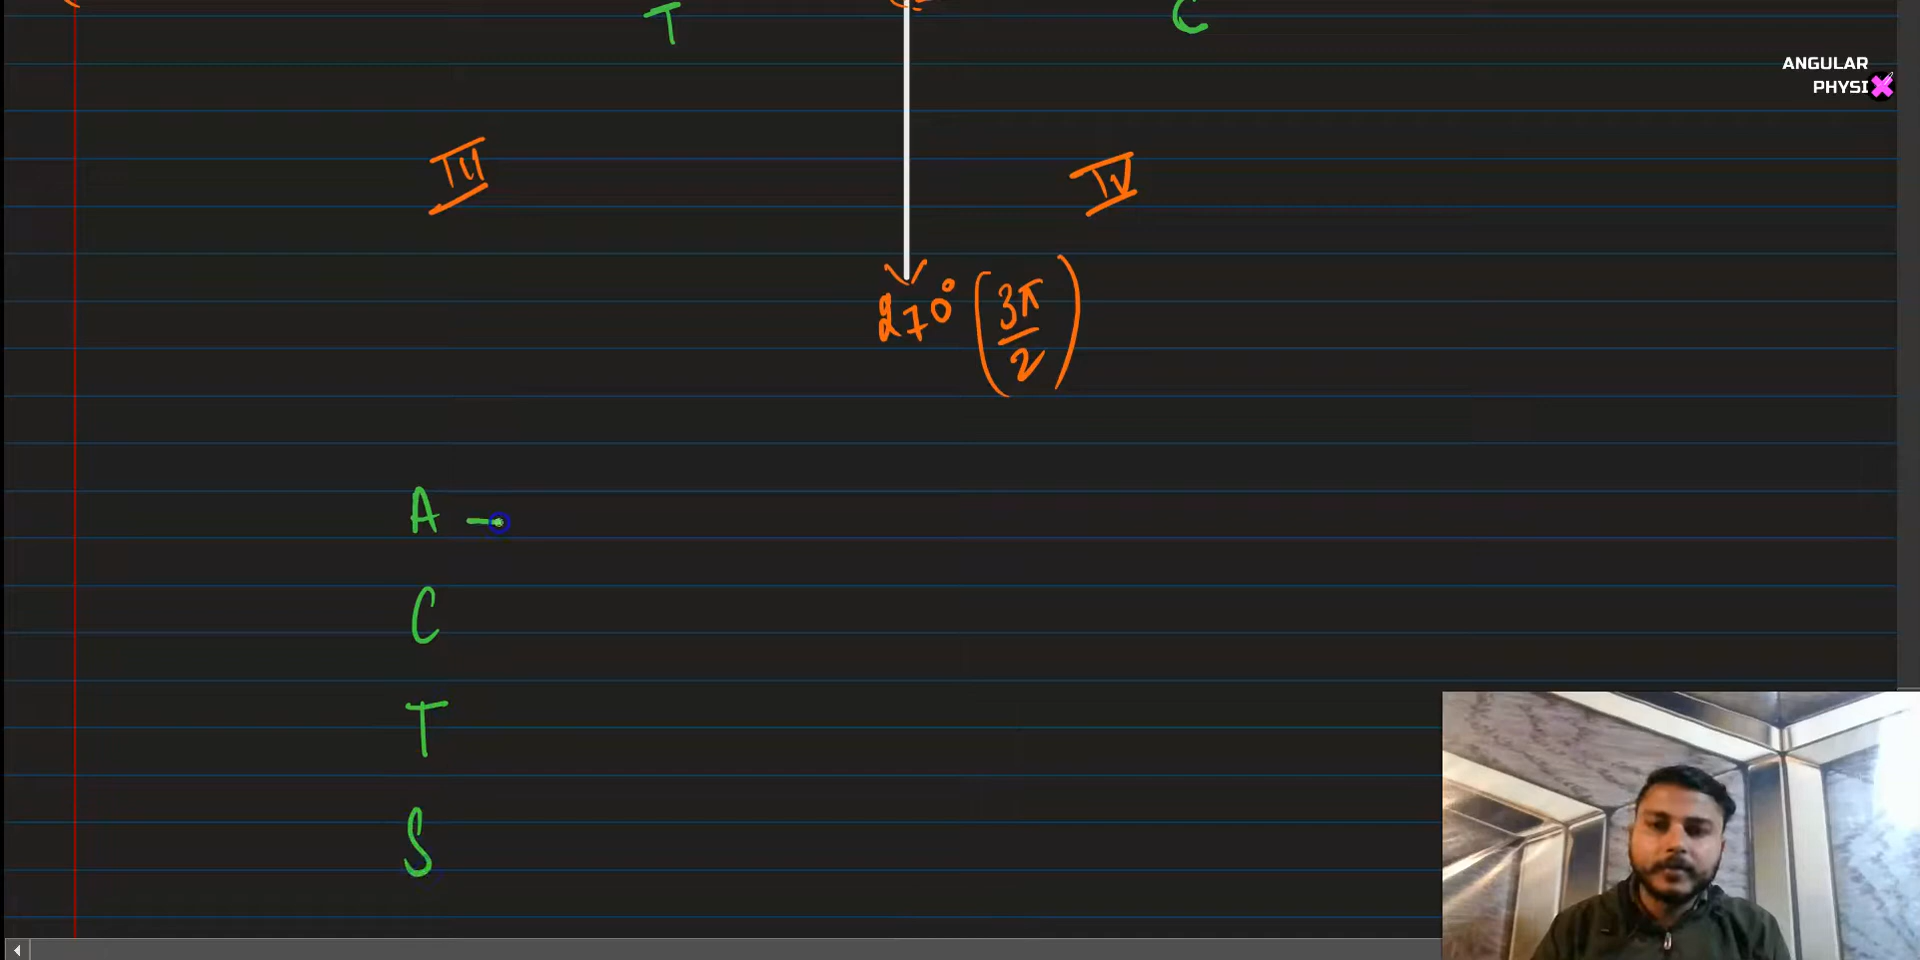 T C
ANGULAR
PHYSI
III IV
270° (3π/2)
A –
C
T
S